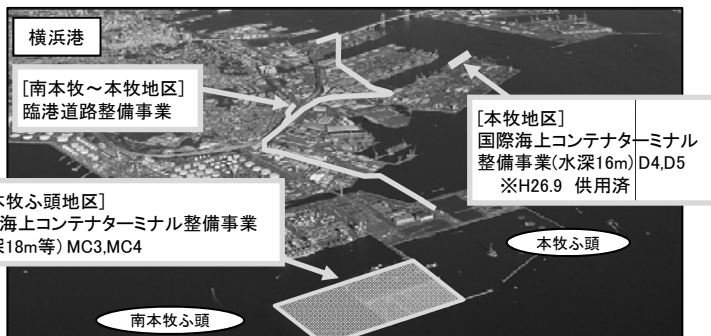 横浜港
[南本牧～本牧地区]
臨港道路整備事業
[本牧地区]
国際海上コンテナターミナル
整備事業(水深16m) D4,D5
※H26.9 供用済
牧ふ頭地区]
海上コンテナターミナル整備事業
深18m等) MC3,MC4
本牧ふ頭
南本牧ふ頭